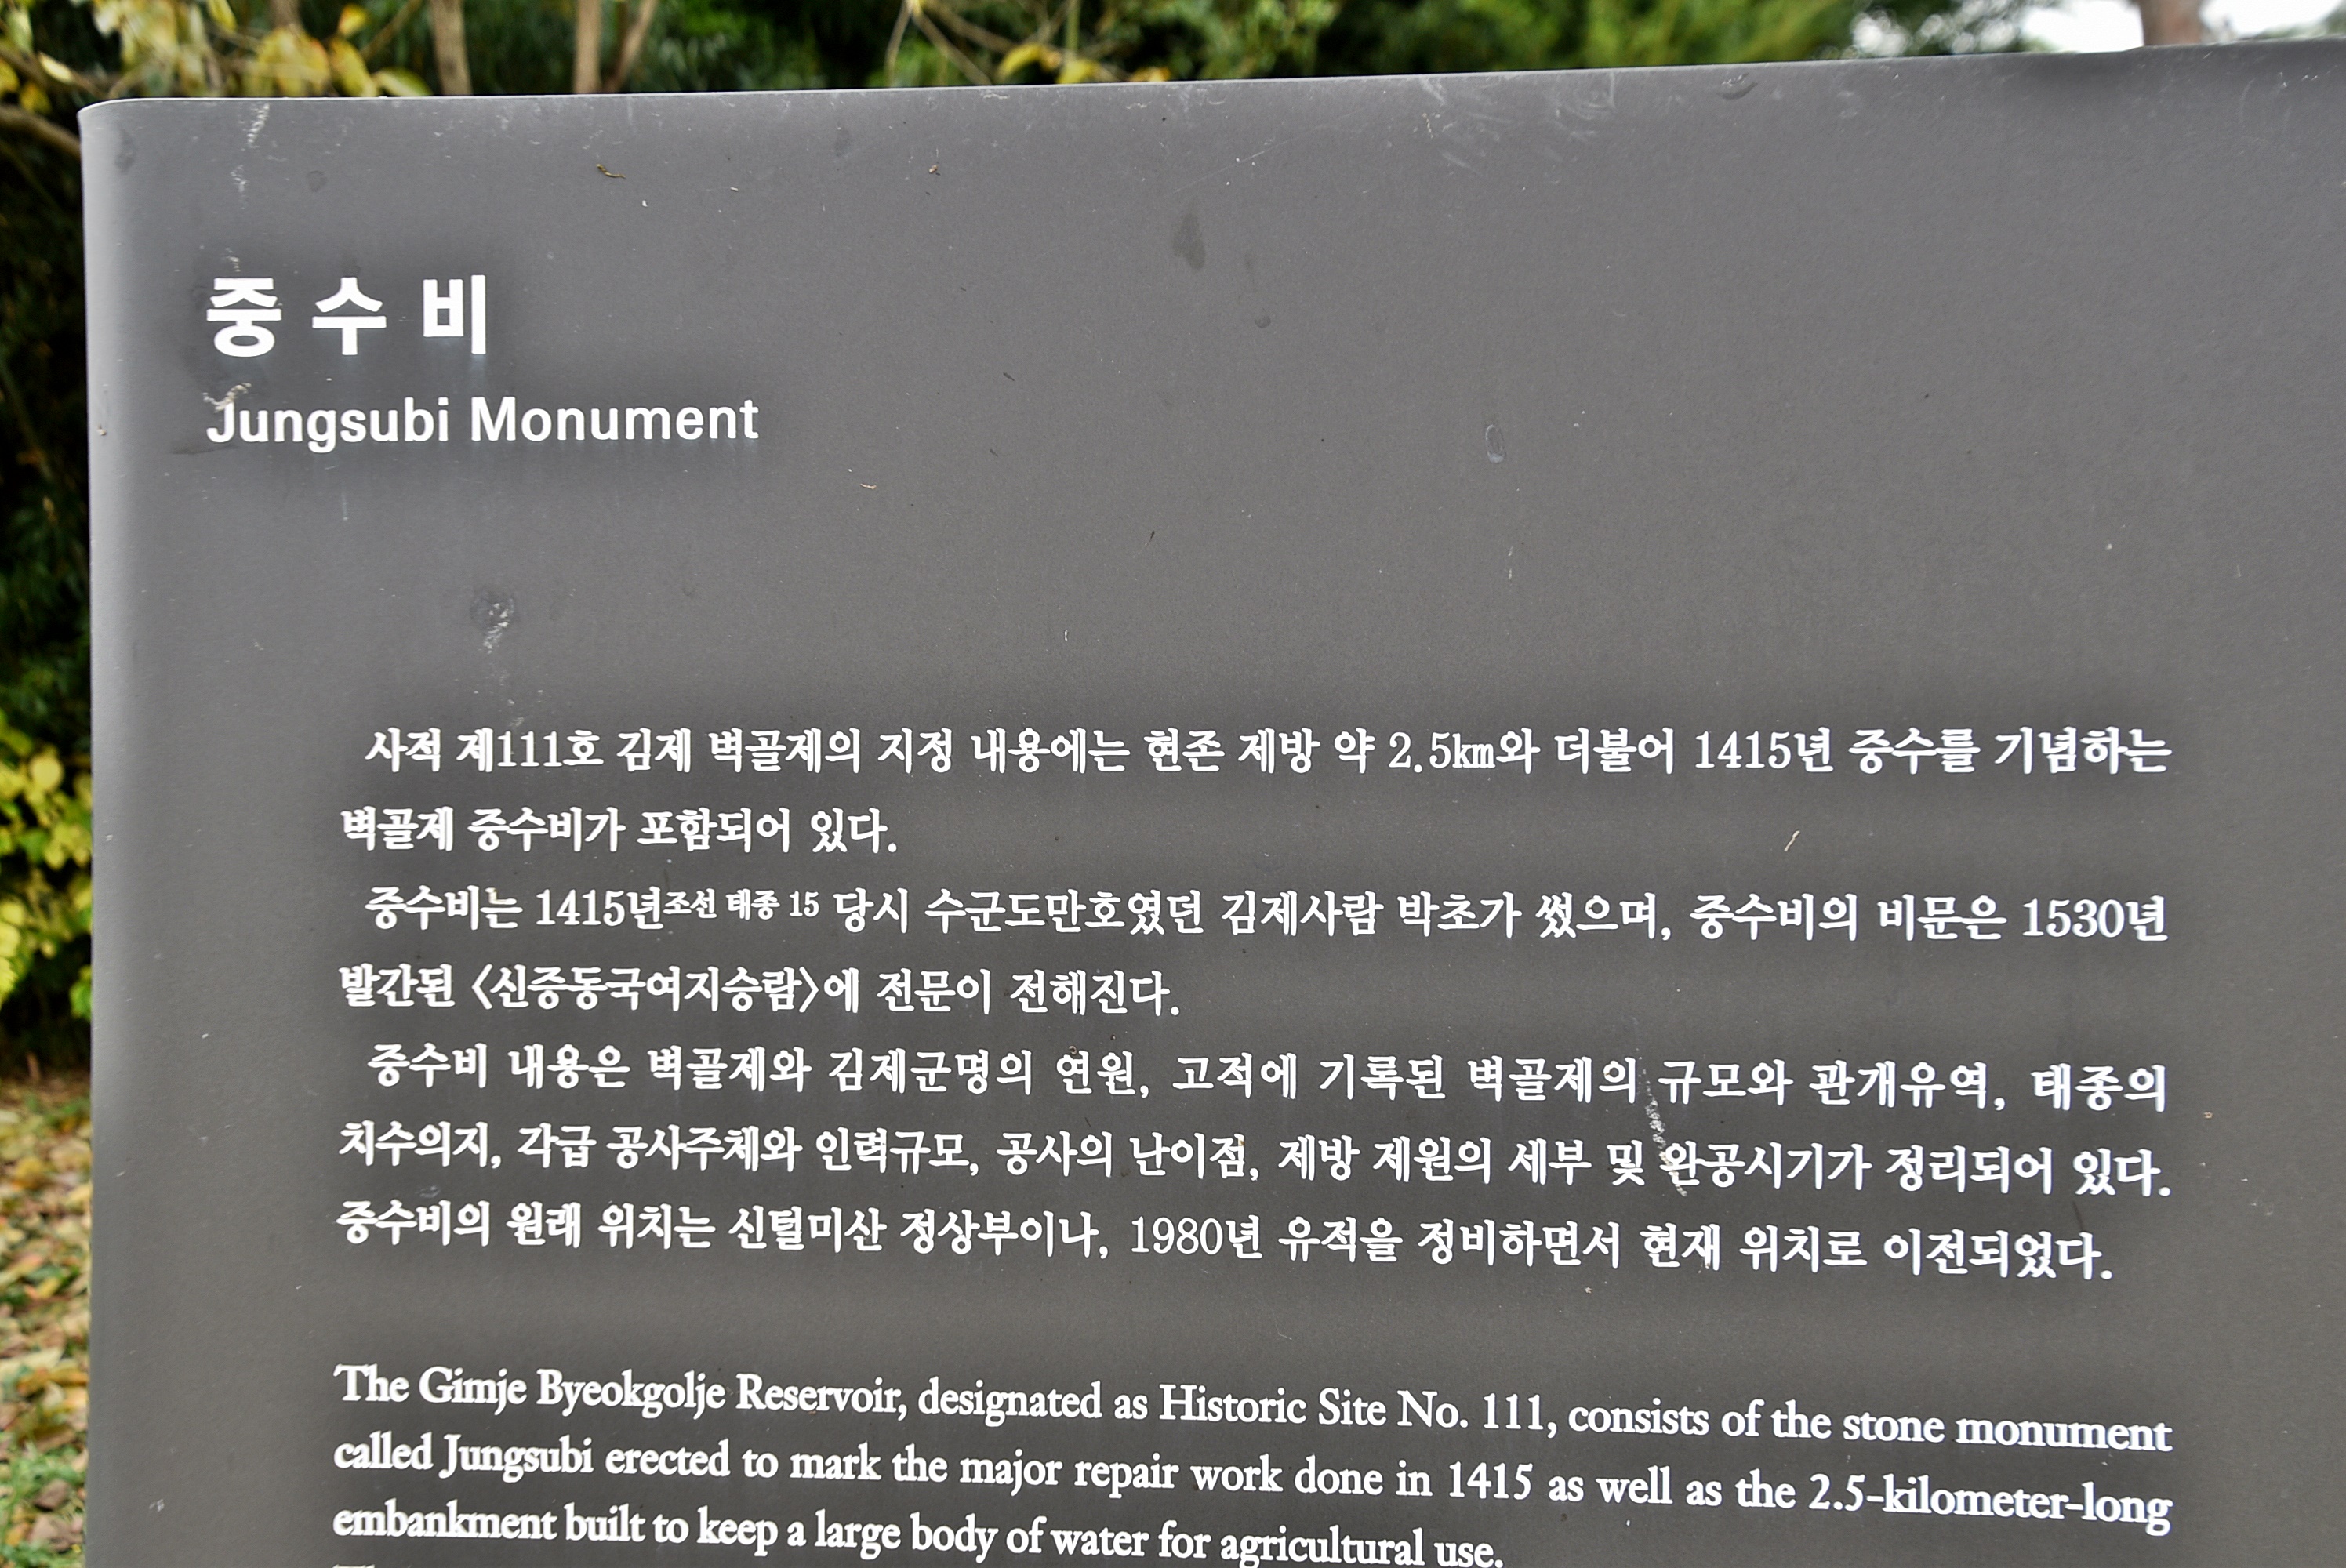 중수비
Jungsubi Monument
사적 제111호 김제 벽골제의 지정 내용에는 현존 제방 약 2.5㎞와 더불어 1415년 중수를 기념하는
벽골제 중수비가 포함되어 있다.
중수비는 1415년조선 태종 15 당시 수군도만호였던 김제사람 박초가 썼으며, 중수비의 비문은 1530년
발간된 〈신증동국여지승람〉에 전문이 전해진다.
중수비 내용은 벽골제와 김제군명의 연원, 고적에 기록된 벽골제의 규모와 관개유역, 태종의
치수의지, 각급 공사주체와 인력규모, 공사의 난이점, 제방 제원의 세부 및 완공시기가 정리되어 있다.
중수비의 원래 위치는 신털미산 정상부이나, 1980년 유적을 정비하면서 현재 위치로 이전되었다.
The Gimje Byeokgolje Reservoir, designated as Historic Site No. 111, consists of the stone monument
called Jungsubi erected to mark the major repair work done in 1415 as well as the 2.5-kilometer-long
embankment built to keep a large body of water for agricultural use.